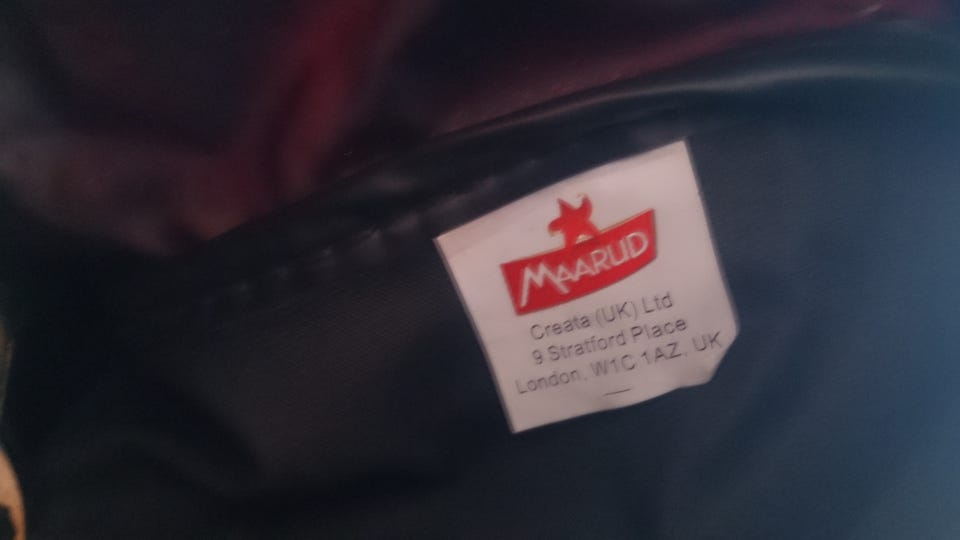 MAARUD
Creata (UK) Ltd
9 Stratford Place
London, W1C 1AZ, UK